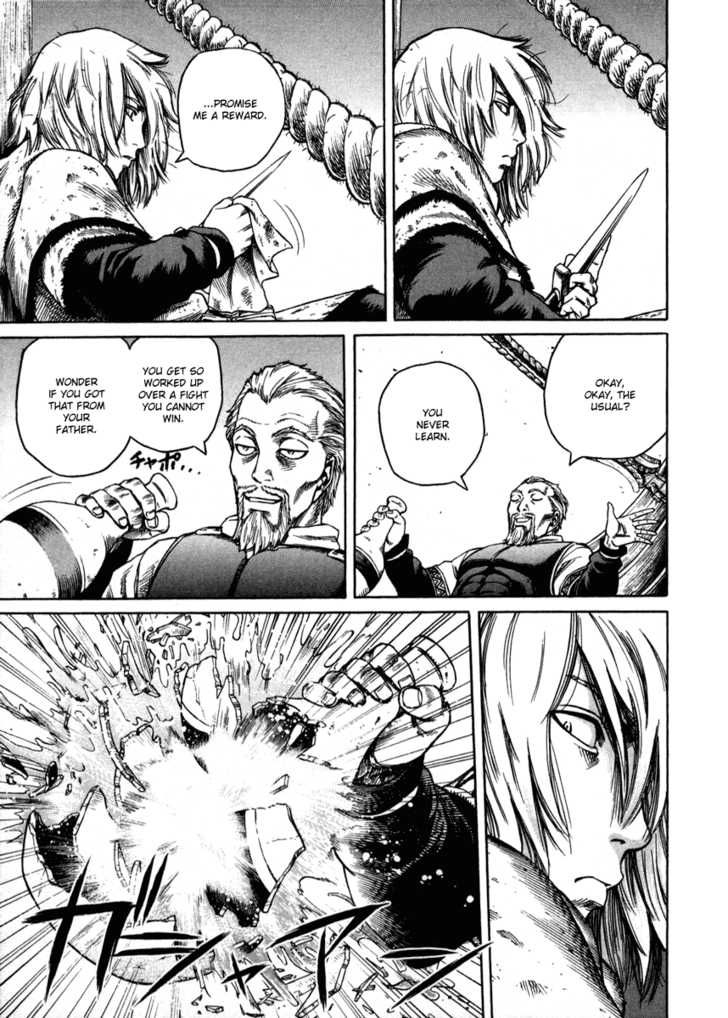 ...PROMISE
ME A REWARD.
OKAY,
OKAY, THE
USUAL?
YOU
NEVER
LEARN.
YOU GET SO
WORKED UP
OVER A FIGHT
YOU CANNOT
WIN.
WONDER
IF YOU GOT
THAT FROM
YOUR
FATHER.
チャポ...
ガシャアン